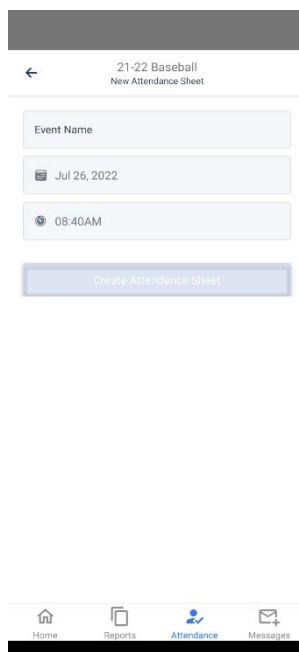 21-22 Baseball
New Attendance Sheet
Event Name
Jul 26, 2022
08:40AM
Create Attendance Sheet
Home Reports Attendance Messages